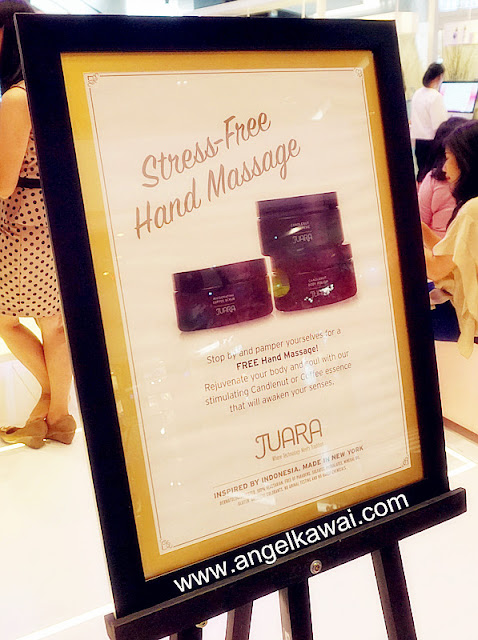 Stress-Free
Hand Massage
JUARA
JUARA
JUARA
Stop by and pamper yourselves for a
FREE Hand Massage!
Rejuvenate your body and soul with our
stimulating Candlenut or Coffee essence
that will awaken your senses.
JUARA
INSPIRED BY INDONESIA. MADE IN NEW YORK
www.angelkawai.com